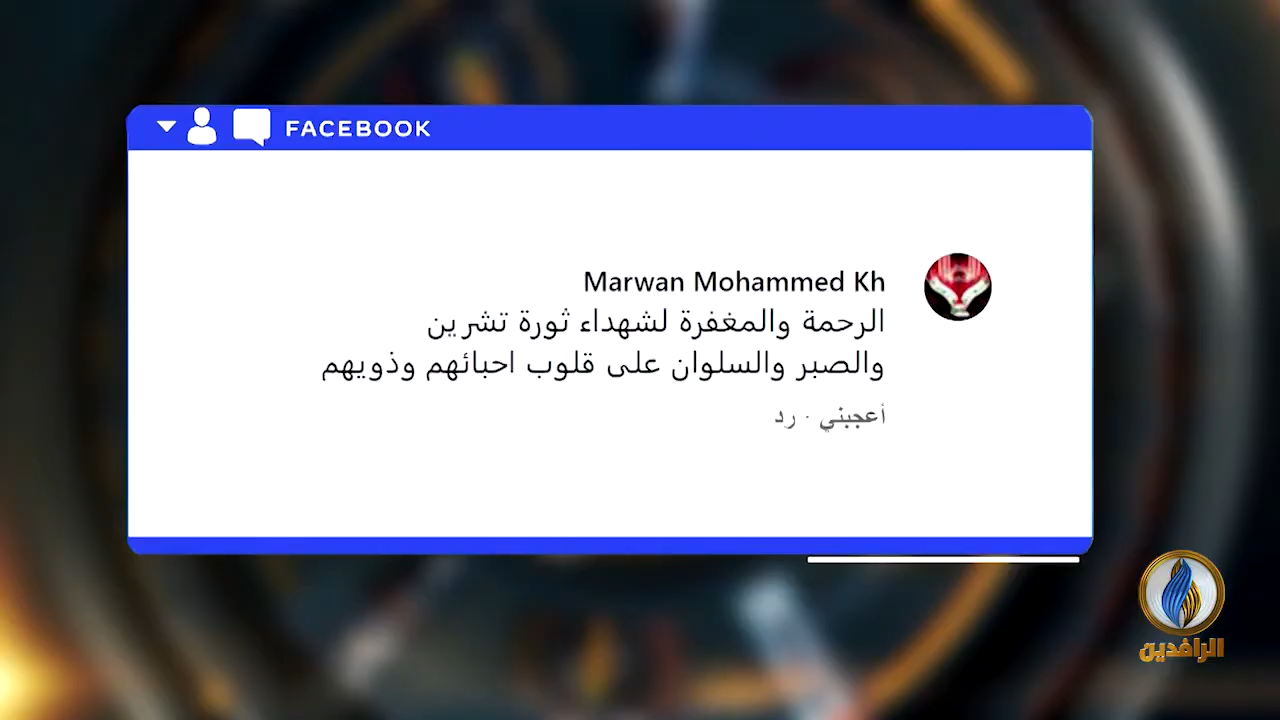 FACEBOOK
Marwan Mohammed Kh
الرحمة والمغفرة لشهداء ثورة تشرين
والصبر والسلوان على قلوب احبائهم وذويهم
أعجبني · رد
الرافدين